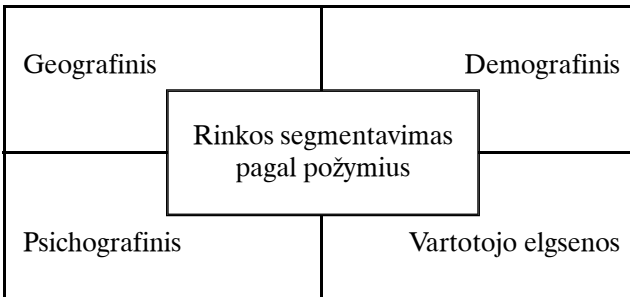 Geografinis
Demografinis
Rinkos segmentavimas
pagal požymius
Psichografinis
Vartotojo elgsenos